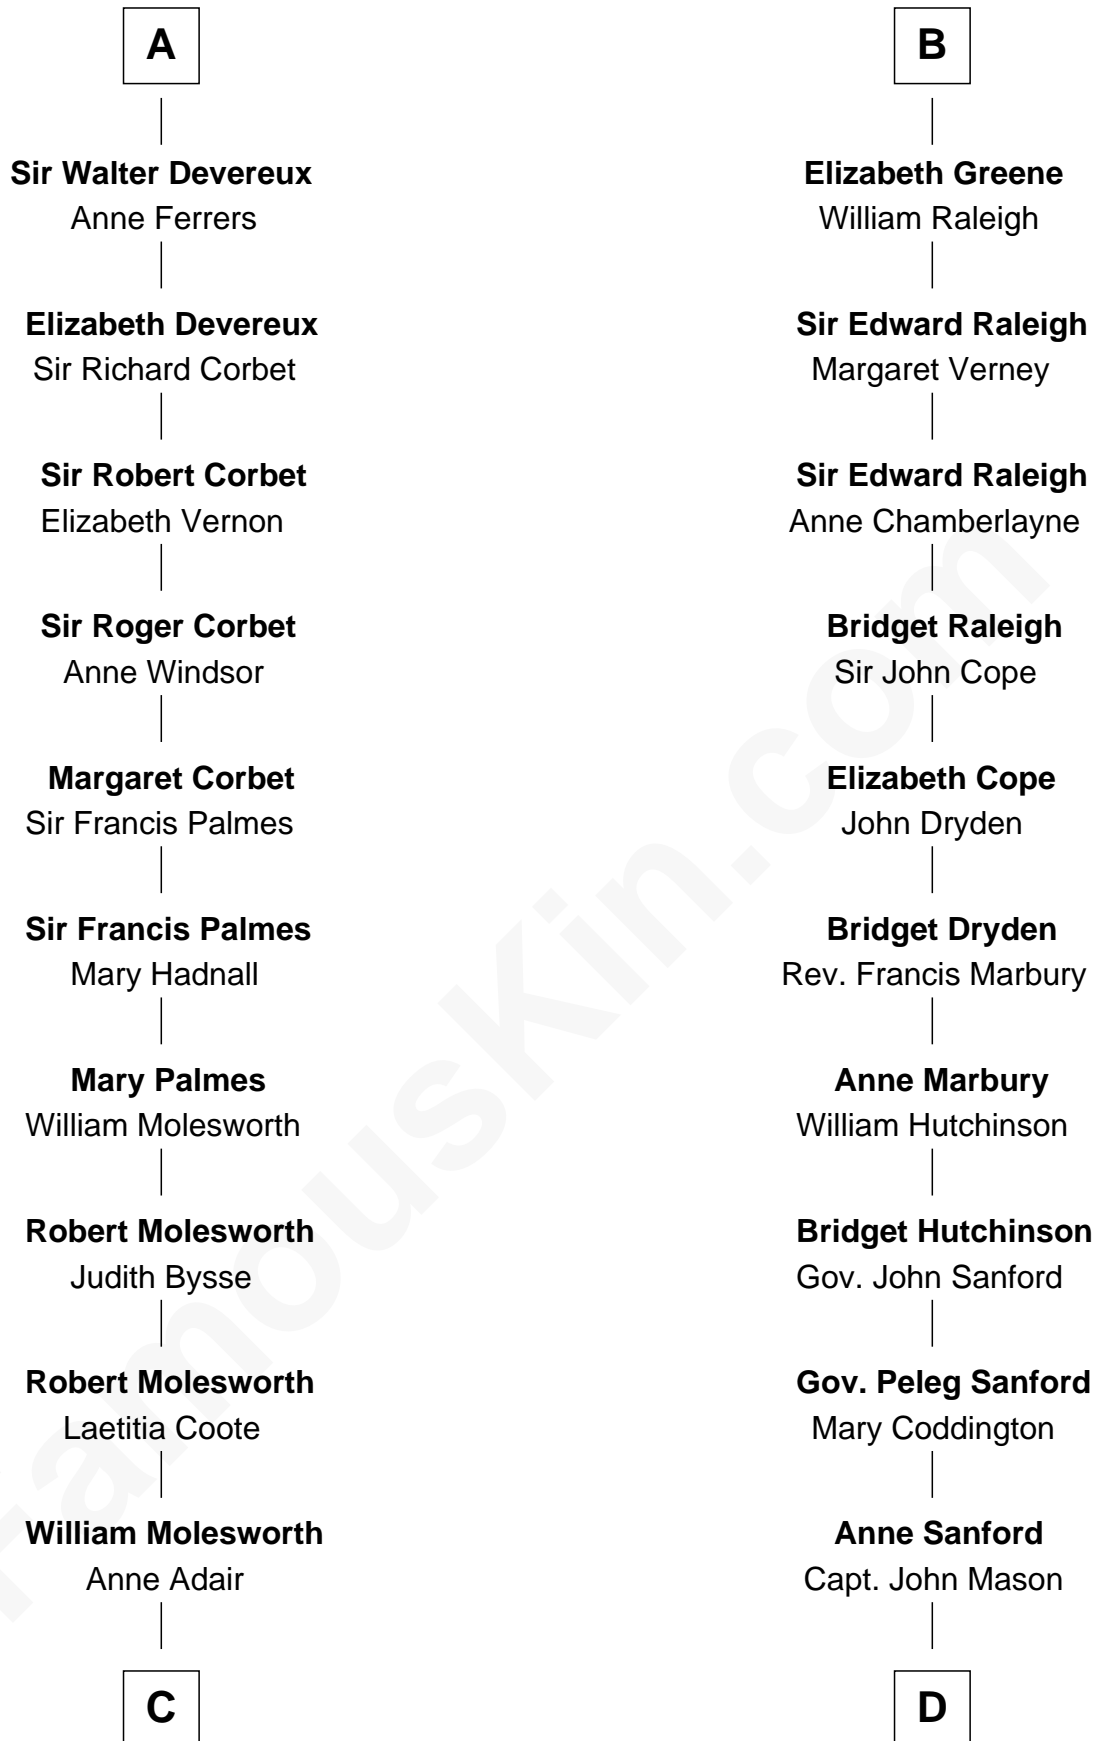 A
Sir Walter Devereux
Anne Ferrers
Elizabeth Devereux
Sir Richard Corbet
Sir Robert Corbet
Elizabeth Vernon
Sir Roger Corbet
Anne Windsor
Margaret Corbet
Sir Francis Palmes
Sir Francis Palmes
Mary Hadnall
Mary Palmes
William Molesworth
Robert Molesworth
Judith Bysse
Robert Molesworth
Laetitia Coote
William Molesworth
Anne Adair
C
B
Elizabeth Greene
William Raleigh
Sir Edward Raleigh
Margaret Verney
Sir Edward Raleigh
Anne Chamberlayne
Bridget Raleigh
Sir John Cope
Elizabeth Cope
John Dryden
Bridget Dryden
Rev. Francis Marbury
Anne Marbury
William Hutchinson
Bridget Hutchinson
Gov. John Sanford
Gov. Peleg Sanford
Mary Coddington
Anne Sanford
Capt. John Mason
D
FamousKin.com